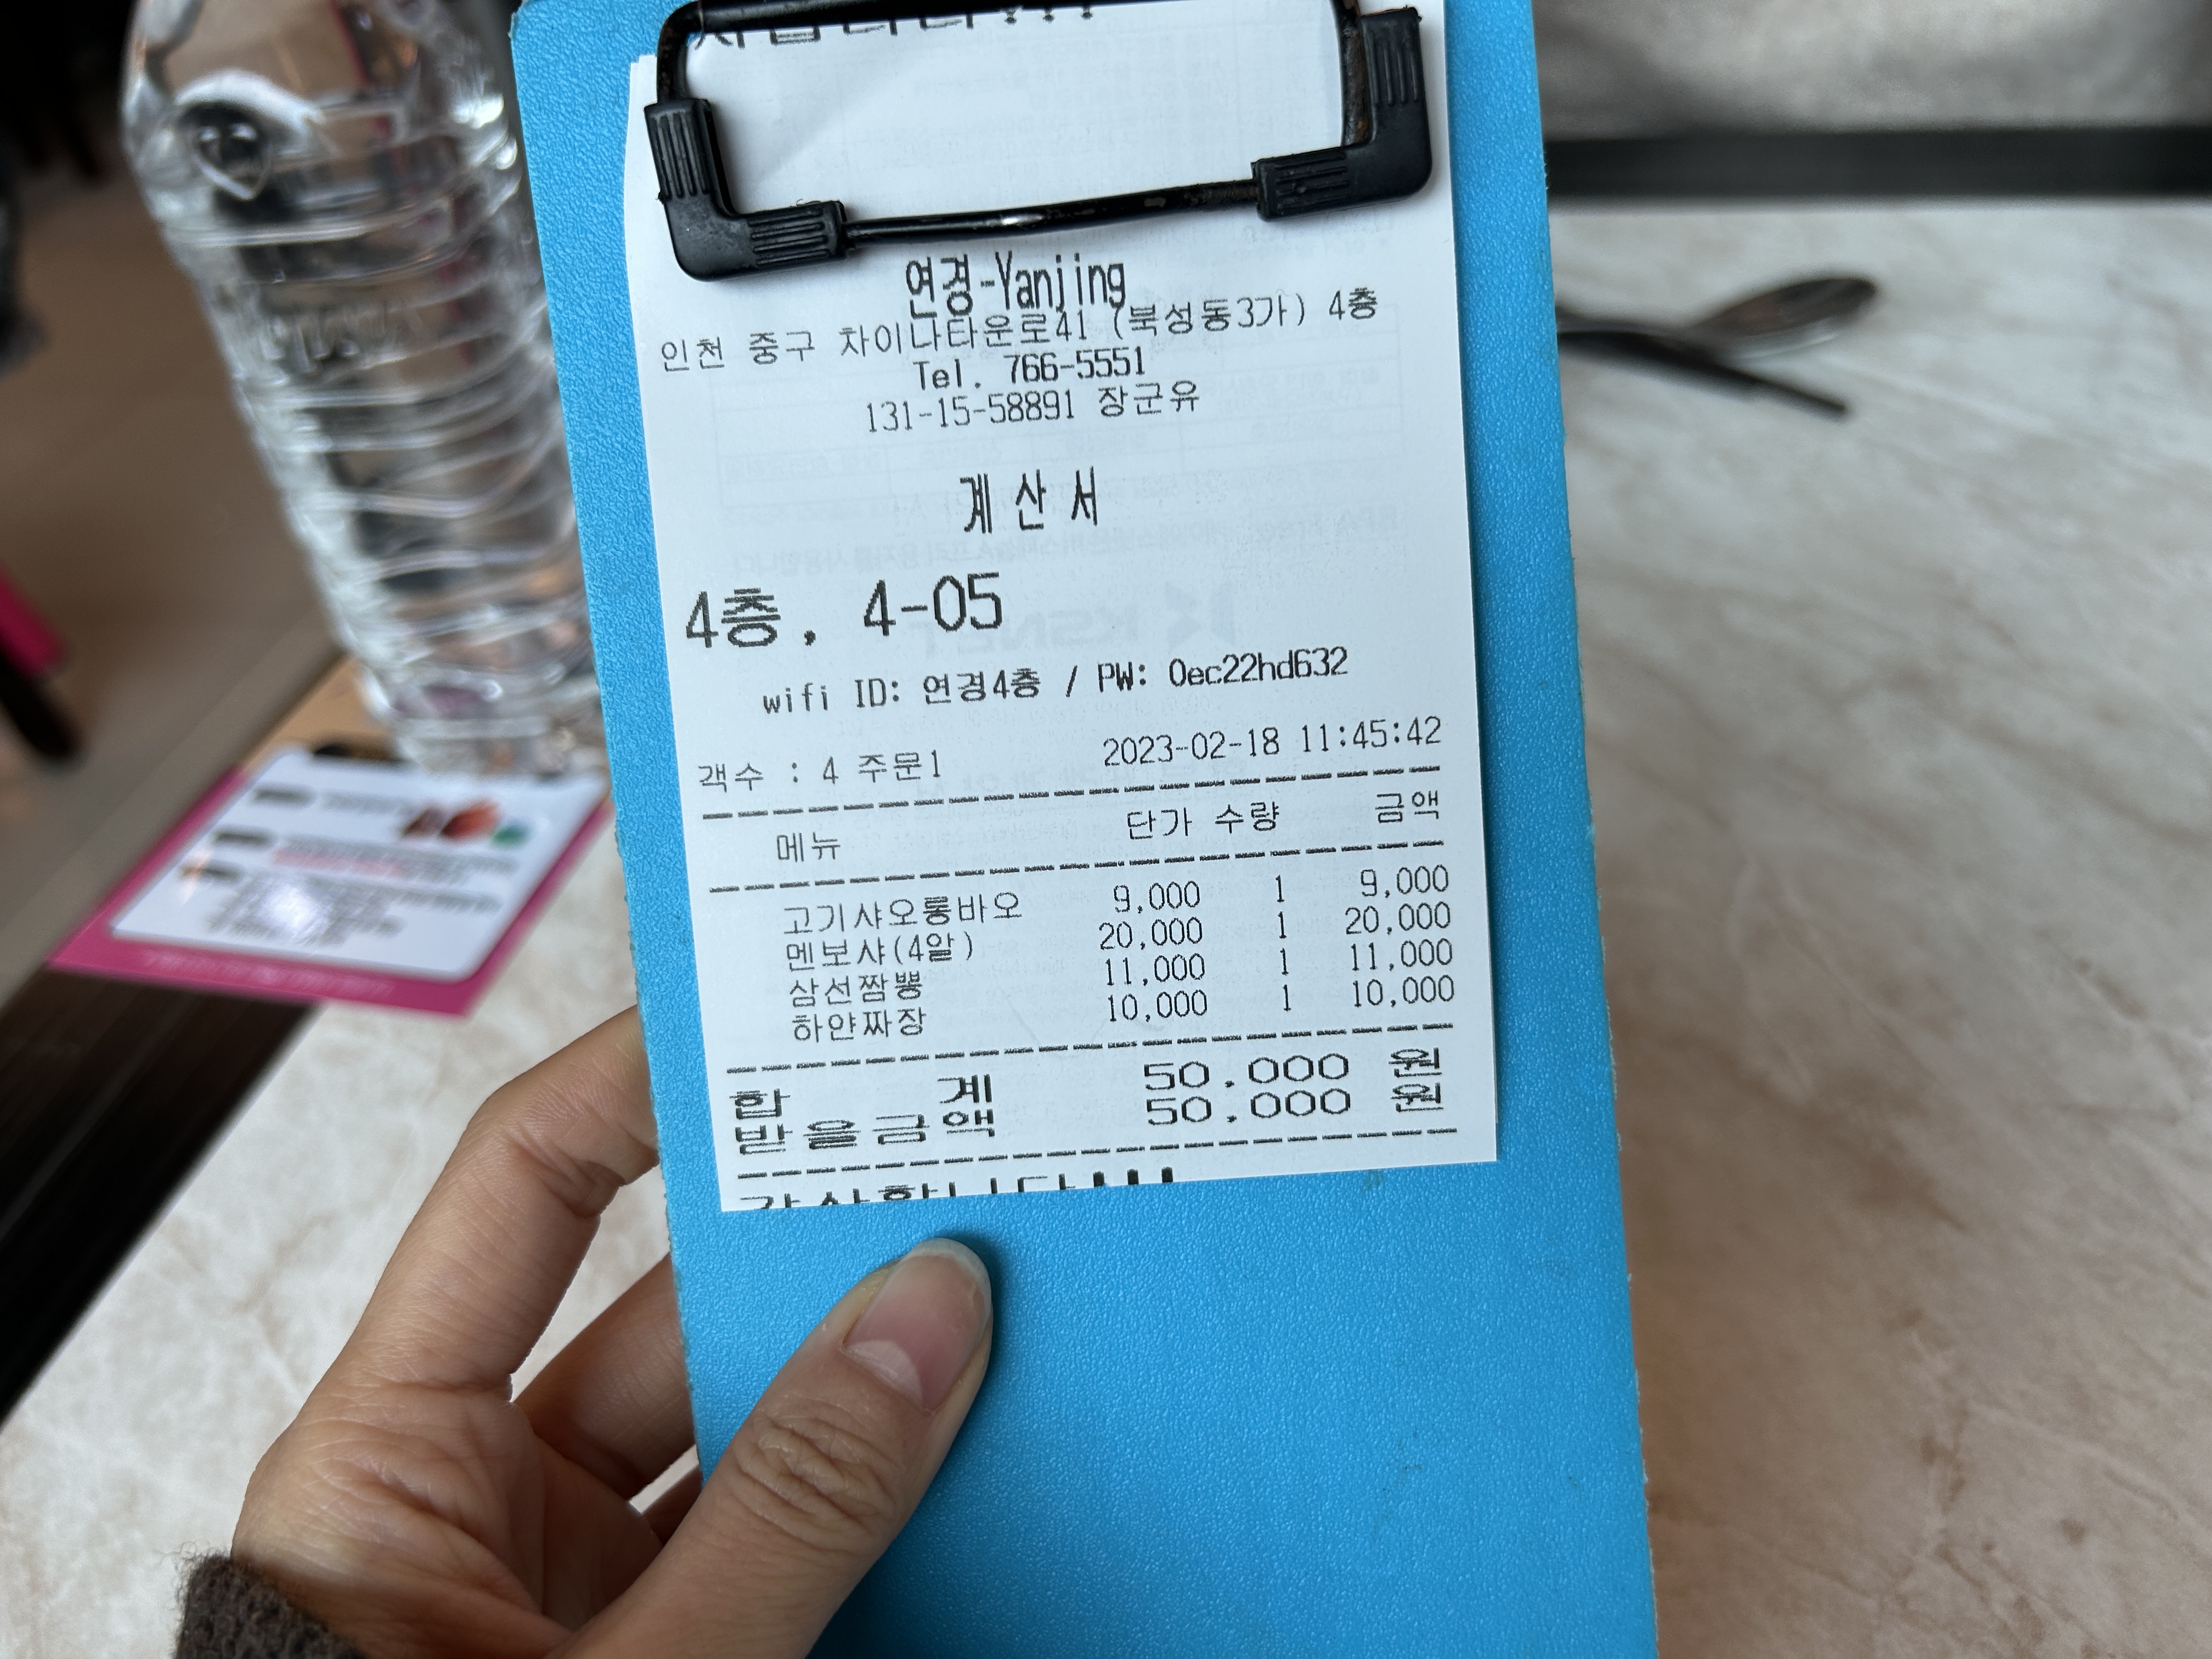 연경-Yanjing
인천 중구 차이나타운로41 (북성동3가) 4층
Tel. 766-5551
131-15-58891 장군유
계산서
4층, 4-05
wifi ID: 연경4층 / PW: 0ec22hd632
객수 : 4 주문1 2023-02-18 11:45:42
메뉴 단가 수량 금액
고기샤오롱바오 9,000 1 9,000
멘보샤(4알) 20,000 1 20,000
삼선짬뽕 11,000 1 11,000
하얀짜장 10,000 1 10,000
합 계 50,000 원
받을금액 50,000 원
감사합니다!!!